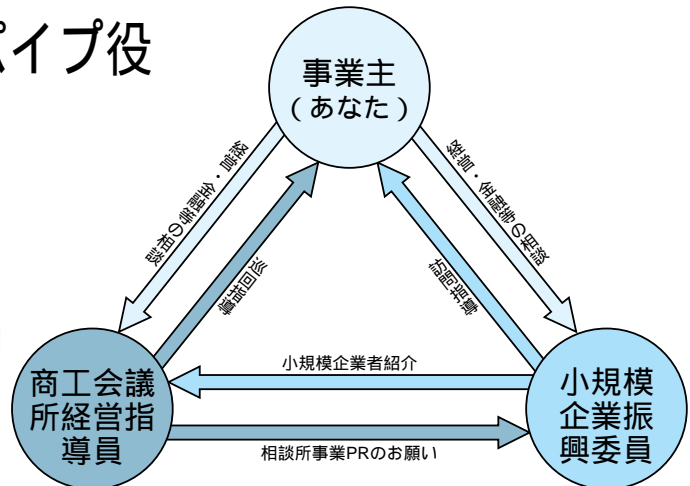 パイプ役
事業主
（あなた）
経営・金融等の相談
経営・金融等の相談
巡回指導
訪問指導
小規模企業者紹介
商工会議
所経営指
導員
小規模
企業振
興委員
相談所事業PRのお願い